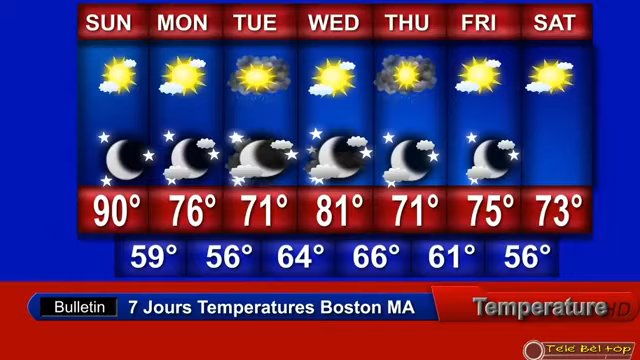 SUN MON TUE WED THU FRI SAT
90° 76° 71° 81° 71° 75° 73°
59° 56° 64° 66° 61° 56°
Bulletin 7 Jours Temperatures Boston MA Temperature HD
Tele Bel top